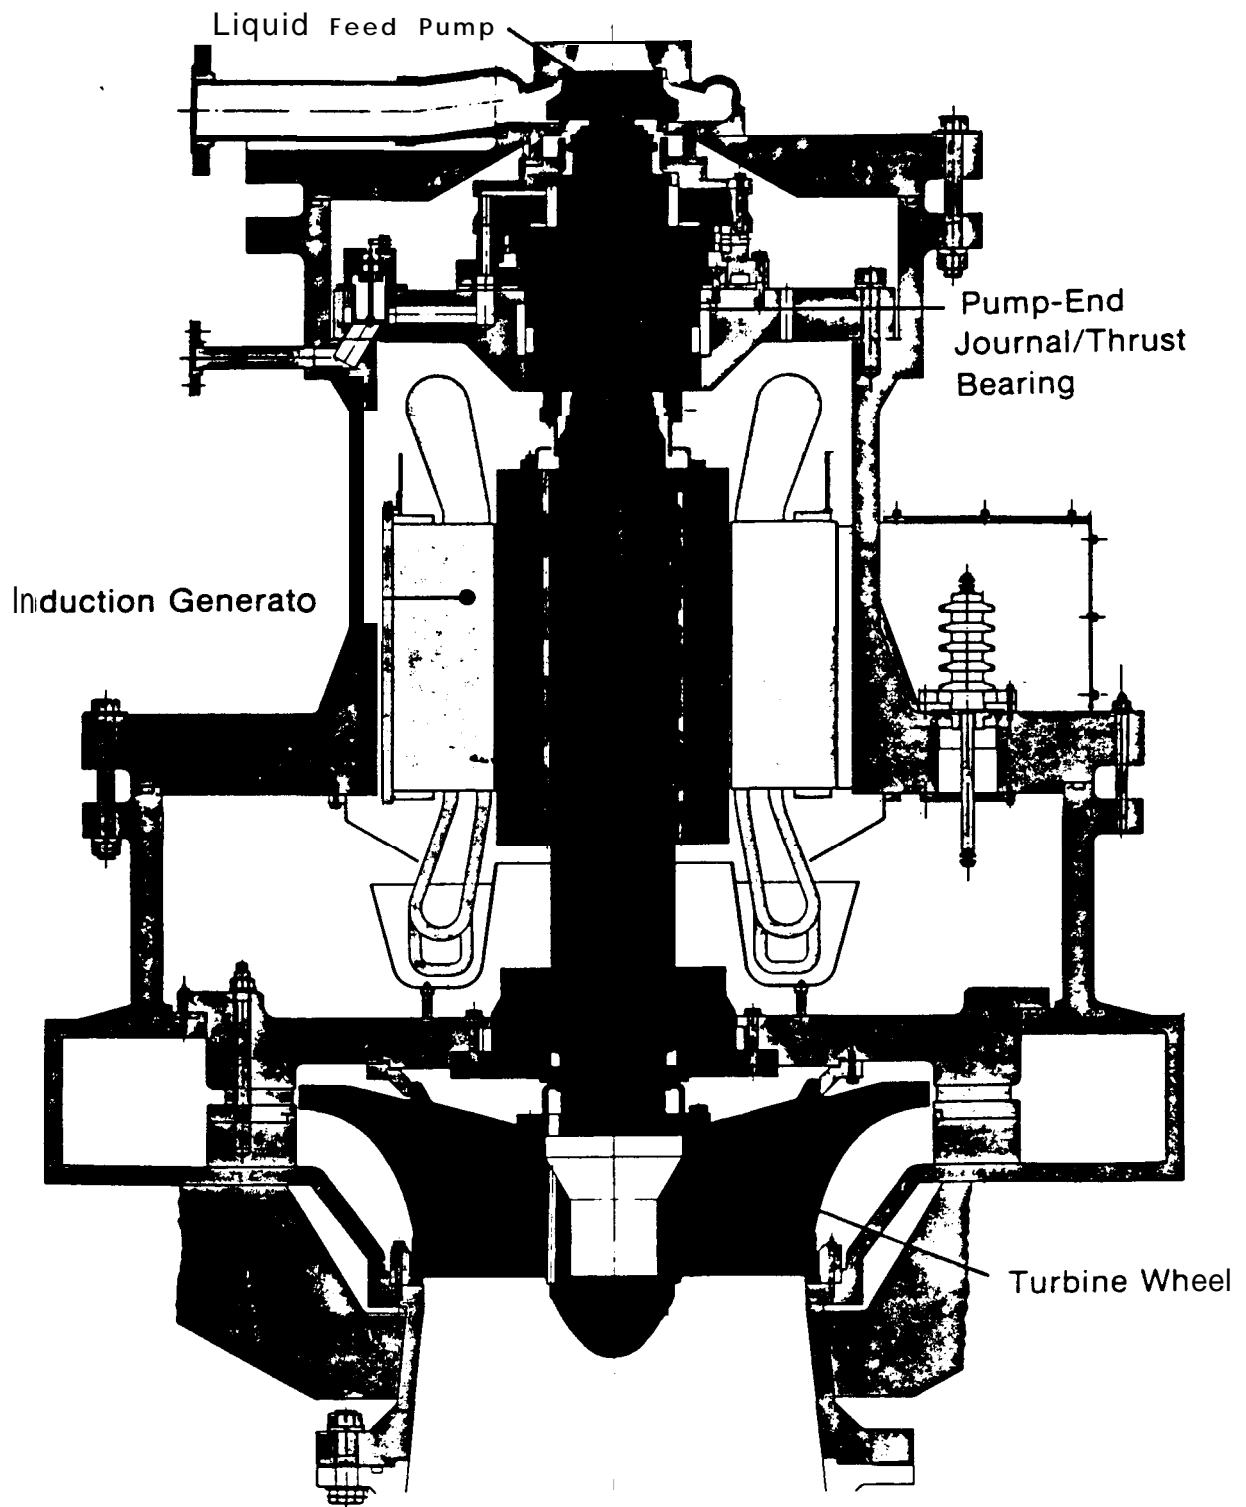 Liquid Feed Pump
Pump-End
Journal/Thrust
Bearing
Induction Generato
Turbine Wheel